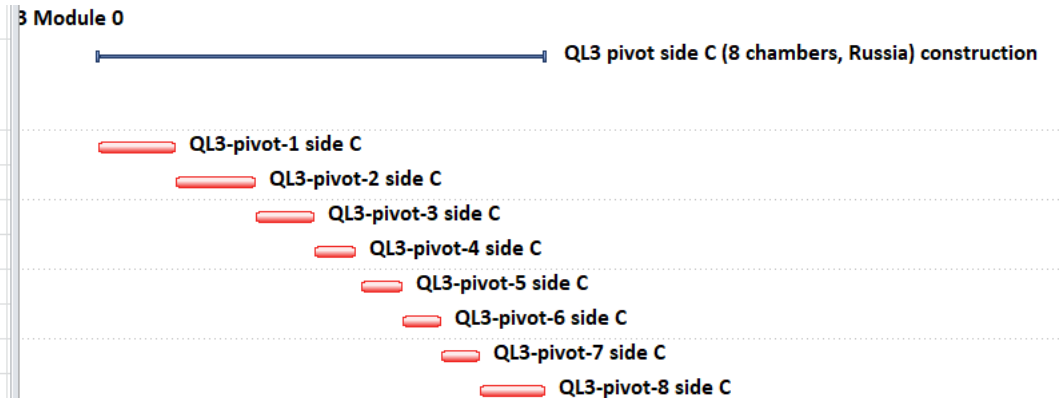 3 Module 0
QL3 pivot side C (8 chambers, Russia) construction
QL3-pivot-1 side C
QL3-pivot-2 side C
QL3-pivot-3 side C
QL3-pivot-4 side C
QL3-pivot-5 side C
QL3-pivot-6 side C
QL3-pivot-7 side C
QL3-pivot-8 side C